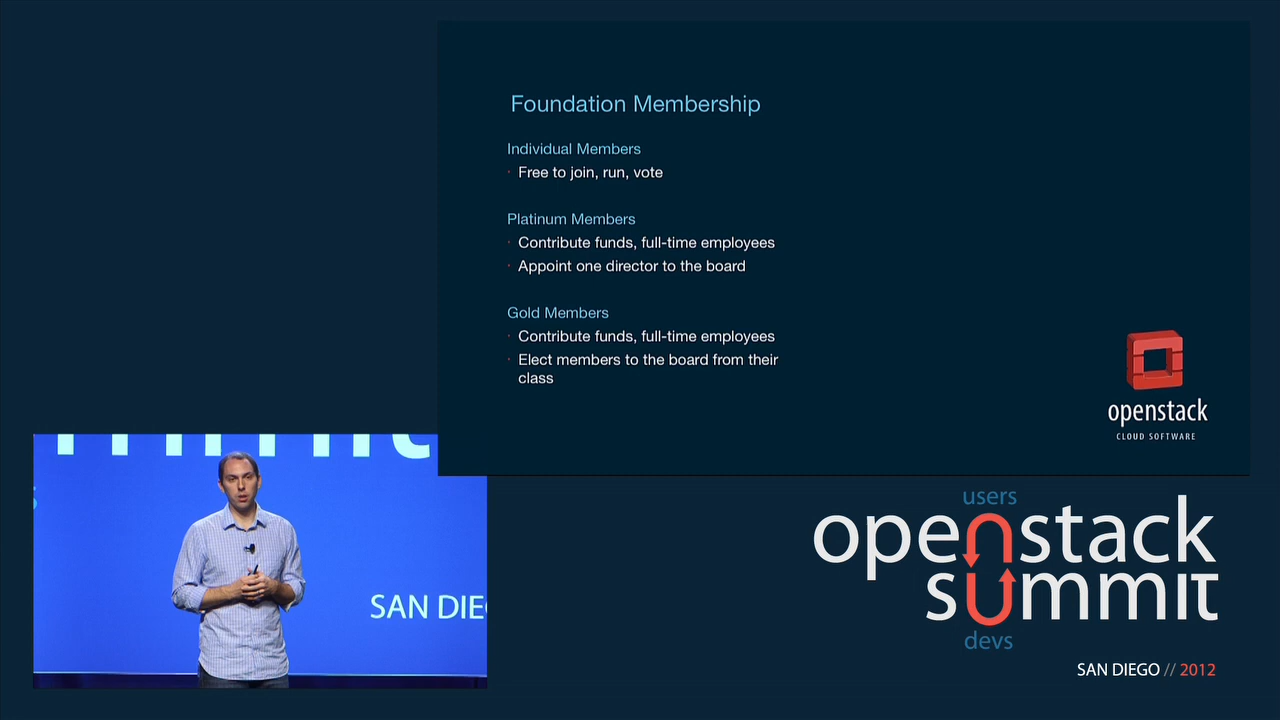 Foundation Membership
Individual Members
· Free to join, run, vote
Platinum Members
· Contribute funds, full-time employees
· Appoint one director to the board
Gold Members
· Contribute funds, full-time employees
· Elect members to the board from their
class
openstack
CLOUD SOFTWARE
SAN DIE
users
openstack
summit
devs
SAN DIEGO // 2012